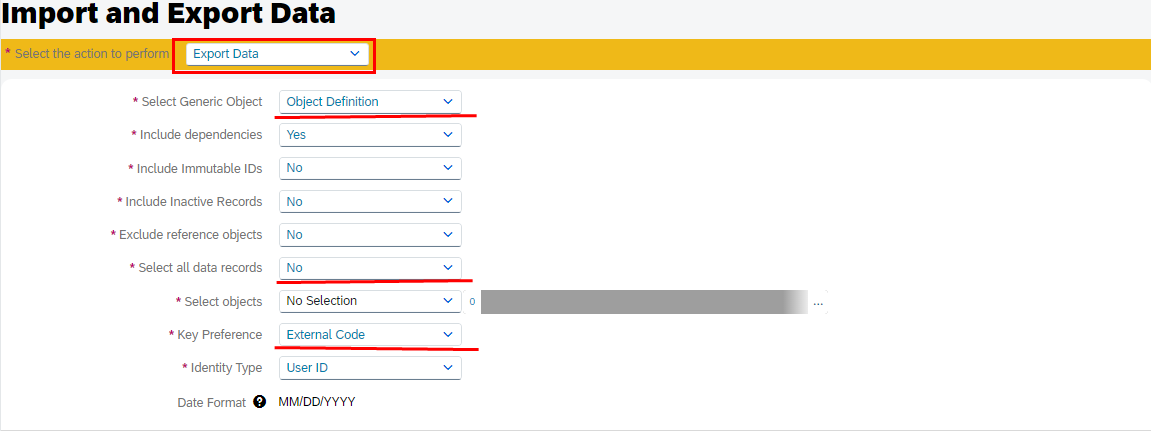 Import and Export Data
* Select the action to perform Export Data
* Select Generic Object Object Definition
* Include dependencies Yes
* Include Immutable IDs No
* Include Inactive Records No
* Exclude reference objects No
* Select all data records No
* Select objects No Selection 0 ...
* Key Preference External Code
* Identity Type User ID
Date Format ? MM/DD/YYYY